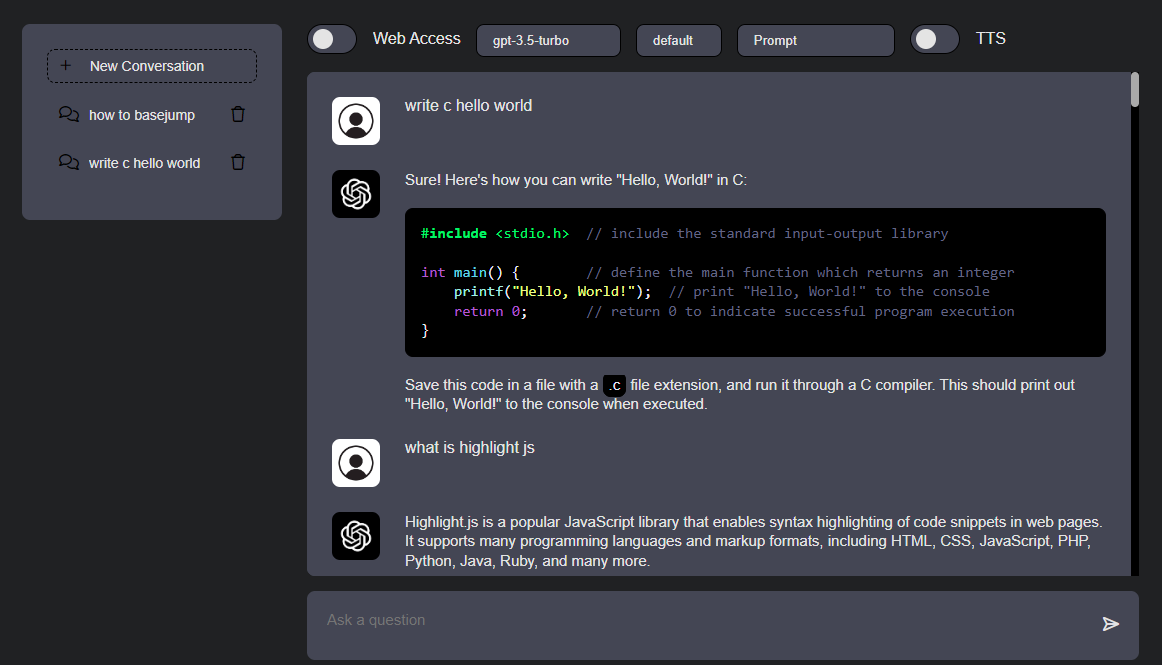 Web Access
gpt-3.5-turbo
default
Prompt
TTS
+ New Conversation
how to basejump
write c hello world
write c hello world
Sure! Here's how you can write "Hello, World!" in C:
#include <stdio.h>  // include the standard input-output library
int main() {        // define the main function which returns an integer
    printf("Hello, World!");  // print "Hello, World!" to the console
    return 0;       // return 0 to indicate successful program execution
}
Save this code in a file with a .c file extension, and run it through a C compiler. This should print out
"Hello, World!" to the console when executed.
what is highlight js
Highlight.js is a popular JavaScript library that enables syntax highlighting of code snippets in web pages.
It supports many programming languages and markup formats, including HTML, CSS, JavaScript, PHP,
Python, Java, Ruby, and many more.
Ask a question